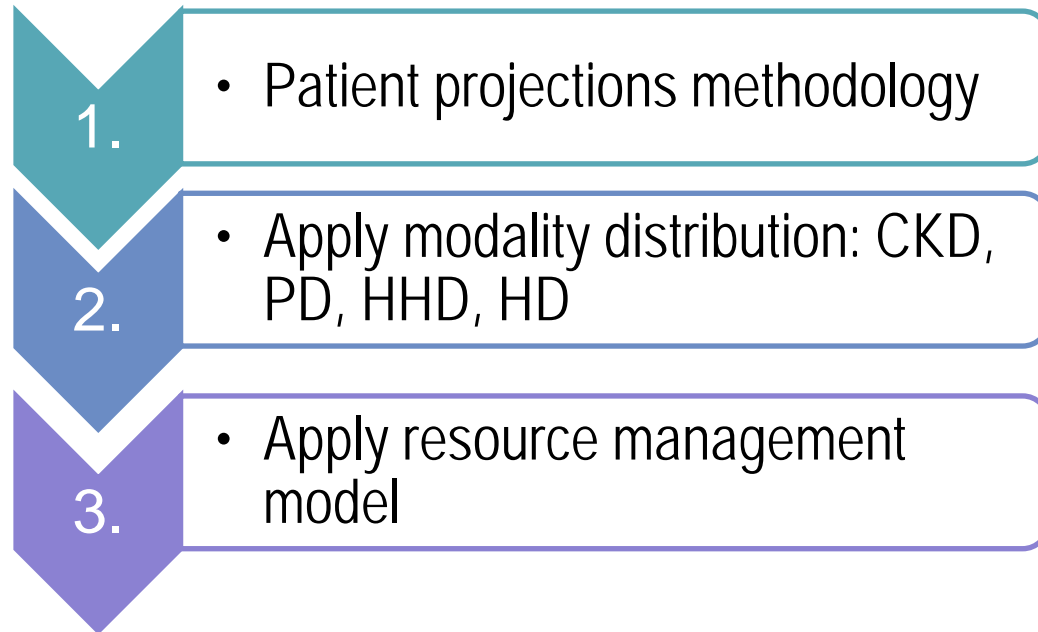 1.
• Patient projections methodology
2.
• Apply modality distribution: CKD,
PD, HHD, HD
3.
• Apply resource management
model